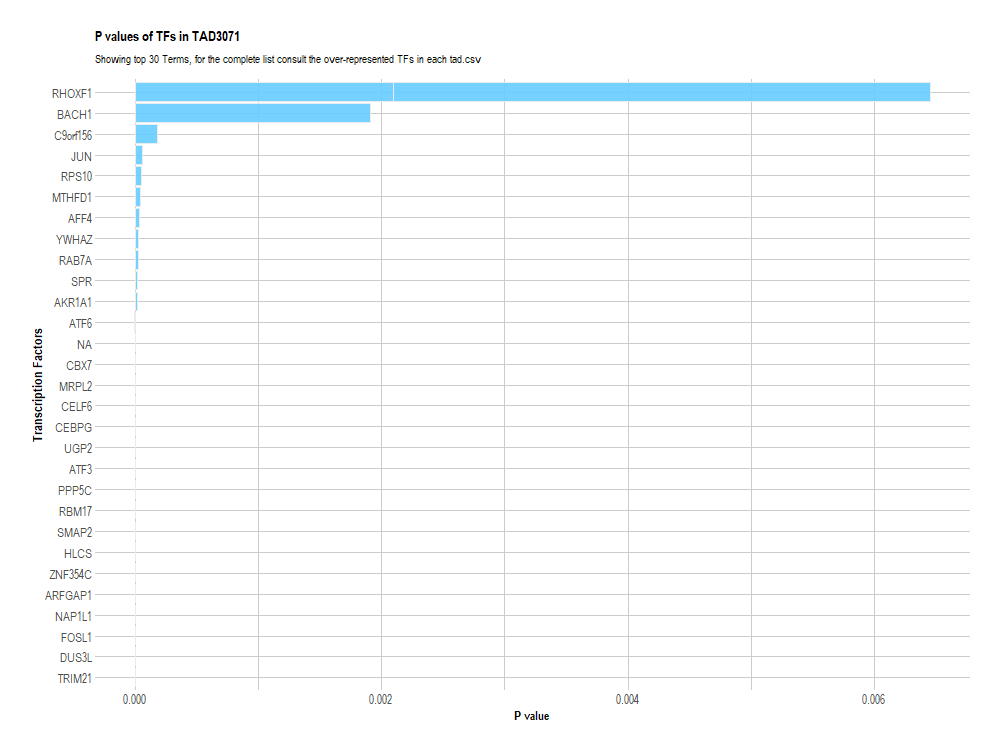 P values of TFs in TAD3071
Showing top 30 Terms, for the complete list consult the over-represented TFs in each tad.csv
RHOXF1
BACH1
C9orf156
JUN
RPS10
MTHFD1
AFF4
YWHAZ
RAB7A
SPR
AKR1A1
ATF6
NA
CBX7
MRPL2
CELF6
CEBPG
UGP2
ATF3
PPP5C
RBM17
SMAP2
HLCS
ZNF354C
ARFGAP1
NAP1L1
FOSL1
DUS3L
TRIM21
Transcription Factors
0.000 0.002 0.004 0.006
P value